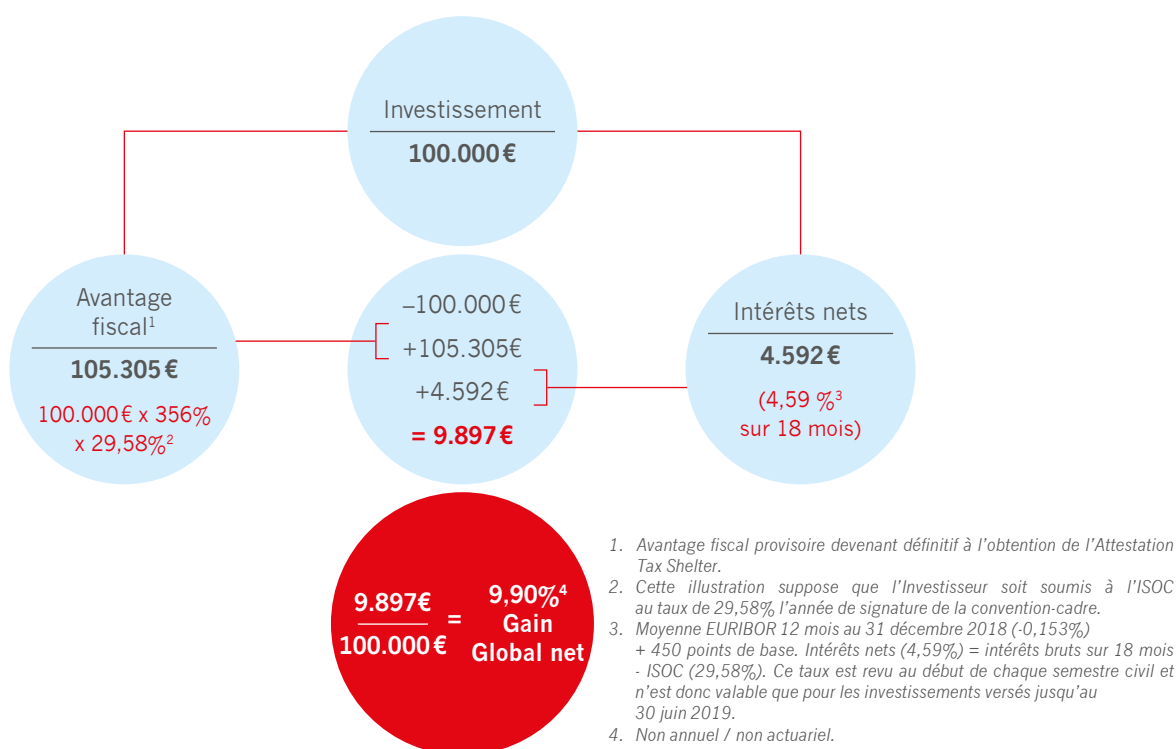 Investissement
100.000 €
Avantage
fiscal1
105.305 €
100.000 € x 356%
x 29,58%2
–100.000 €
+105.305€
+4.592 €
= 9.897 €
Intérêts nets
4.592 €
(4,59 %3
sur 18 mois)
9.897€
100.000 €
=
9,90%4
Gain
Global net
1. Avantage fiscal provisoire devenant définitif à l'obtention de l'Attestation
Tax Shelter.
2. Cette illustration suppose que l'Investisseur soit soumis à l'ISOC
au taux de 29,58% l'année de signature de la convention-cadre.
3. Moyenne EURIBOR 12 mois au 31 décembre 2018 (-0,153%)
+ 450 points de base. Intérêts nets (4,59%) = intérêts bruts sur 18 mois
- ISOC (29,58%). Ce taux est revu au début de chaque semestre civil et
n'est donc valable que pour les investissements versés jusqu'au
30 juin 2019.
4. Non annuel / non actuariel.